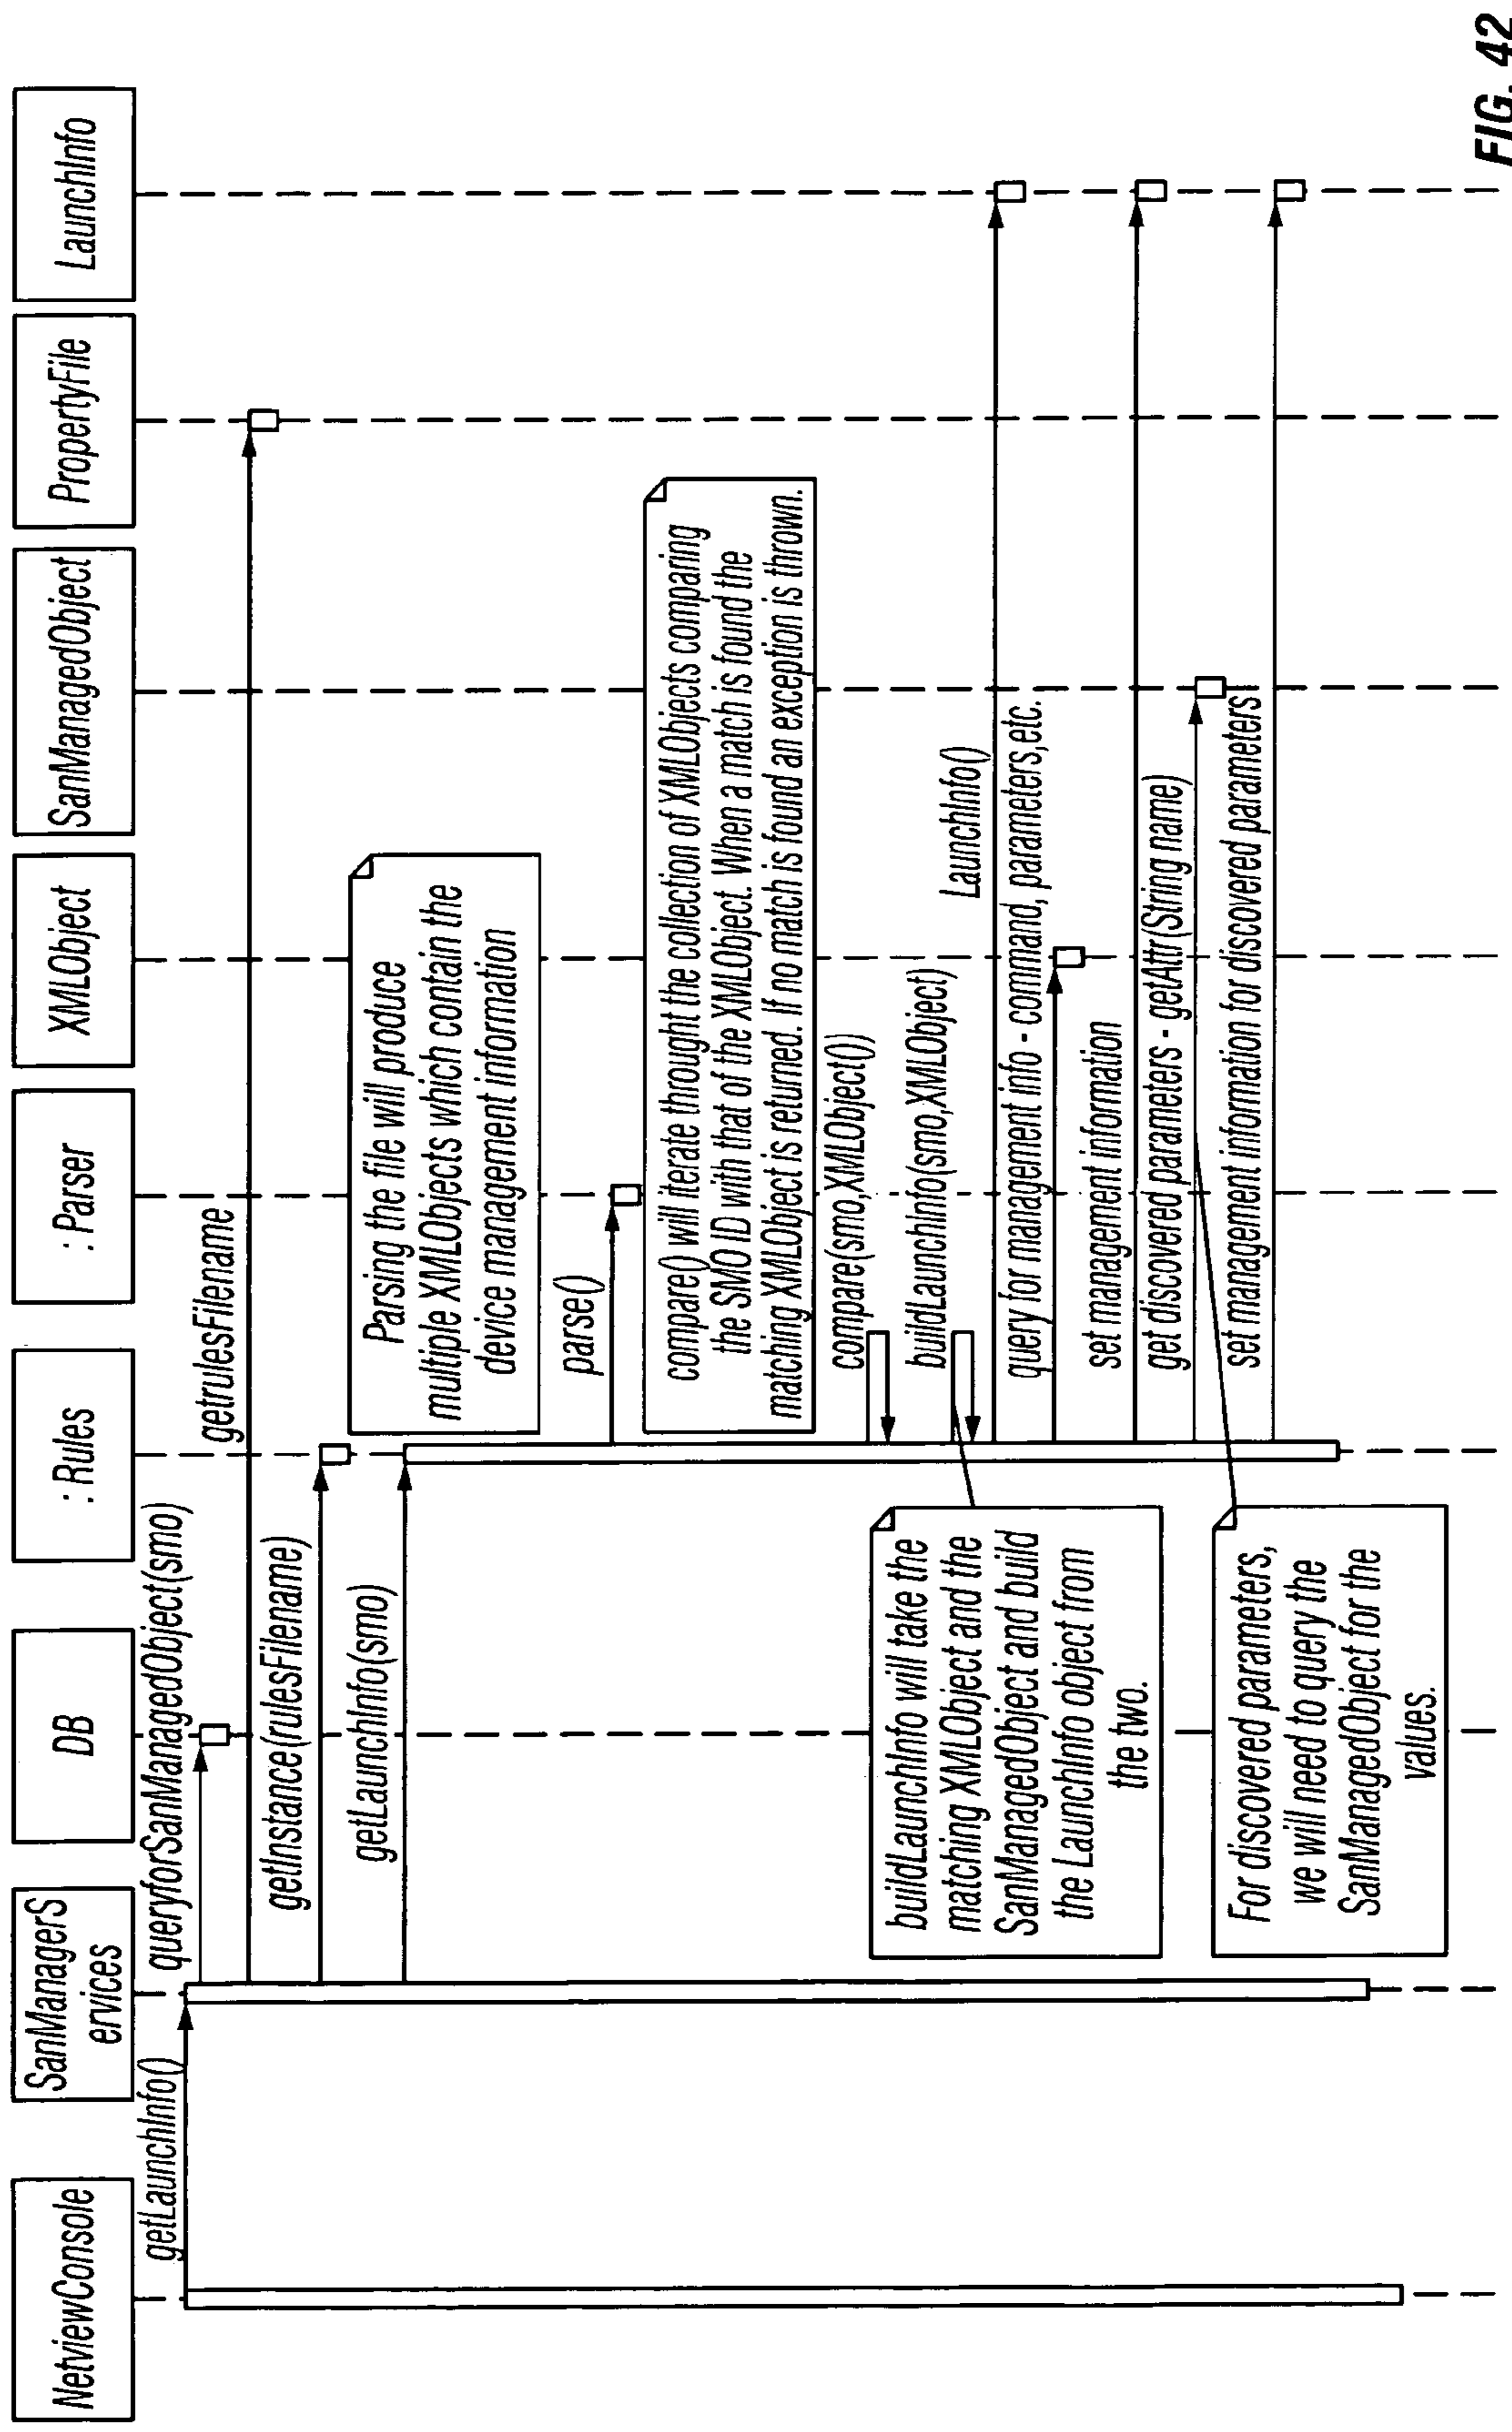 NetviewConsole
SanManagerS
ervices
DB
: Rules
: Parser
XMLObject
SanManagedObject
PropertyFile
LaunchInfo
getLaunchInfo()
queryforSanManagedObject(smo)
getrulesFilename
getInstance(rulesFilename)
getLaunchInfo(smo)
Parsing the file will produce
multiple XMLObjects which contain the
device management information
parse()
compare() will iterate throught the collection of XMLObjects comparing
the SMO ID with that of the XMLObject. When a match is found the
matching XMLObject is returned. If no match is found an exception is thrown.
compare(smo,XMLObject())
buildLaunchInfo(smo,XMLObject)
LaunchInfo()
query for management info - command, parameters,etc.
set management information
get discovered parameters - getAttr(String name)
set management information for discovered parameters
buildLaunchInfo will take the
matching XMLObject and the
SanManagedObject and build
the LaunchInfo object from
the two.
For discovered parameters,
we will need to query the
SanManagedObject for the
values.
FIG. 42